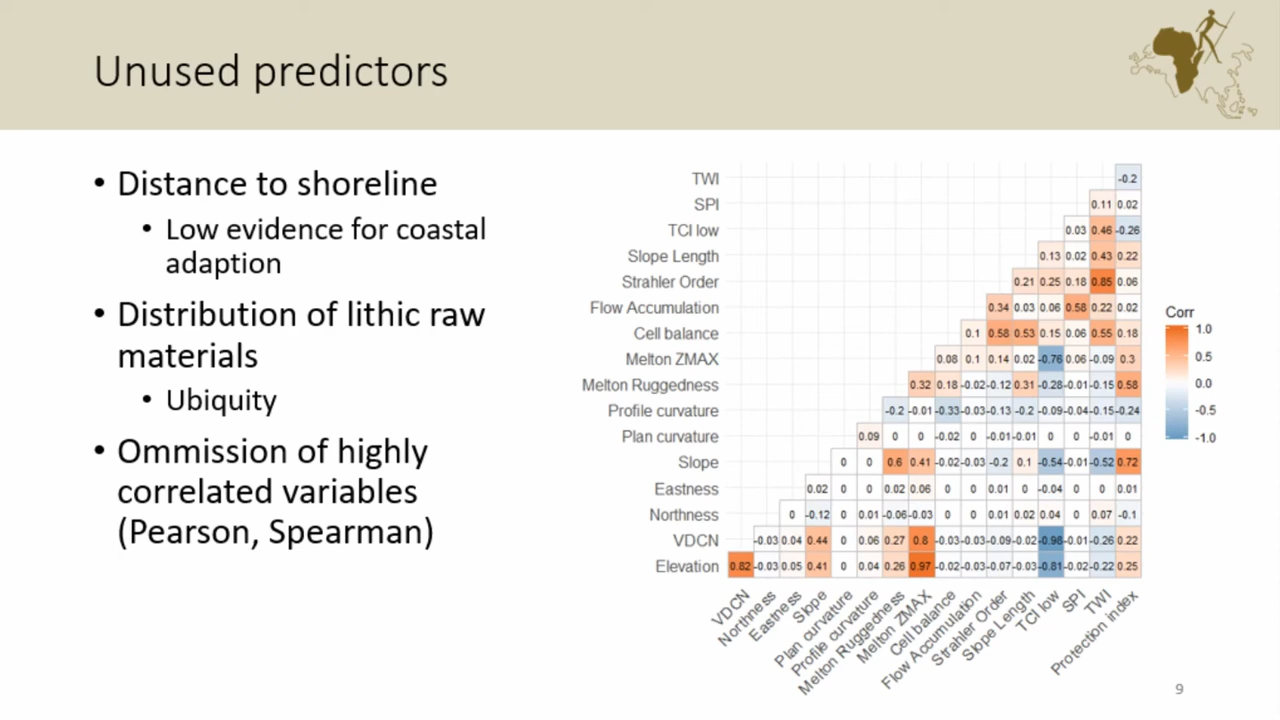 Unused predictors
• Distance to shoreline
• Low evidence for coastal
adaption
• Distribution of lithic raw
materials
• Ubiquity
• Ommission of highly
correlated variables
(Pearson, Spearman)
TWI -0.2
SPI 0.11 0.02
TCI low 0.03 0.46 -0.26
Slope Length 0.13 0.02 0.43 0.22
Strahler Order 0.21 0.25 0.18 0.85 0.06
Flow Accumulation 0.34 0.03 0.06 0.58 0.22 0.02
Cell balance 0.1 0.58 0.53 0.15 0.06 0.55 0.18
Melton ZMAX 0.08 0.1 0.14 0.02 -0.76 0.06 -0.09 0.3
Melton Ruggedness 0.32 0.18 -0.02 -0.12 0.31 -0.28 -0.01 -0.15 0.58
Profile curvature -0.2 -0.01 -0.33 -0.03 -0.13 -0.2 -0.09 -0.04 -0.15 -0.24
Plan curvature 0.09 0 0 -0.02 0 -0.01 -0.01 0 0 -0.01 0
Slope 0 0 0.6 0.41 -0.02 -0.03 -0.2 0.1 -0.54 -0.01 -0.52 0.72
Eastness 0.02 0 0 0.02 0.06 0 0 0.01 0 -0.04 0 0 0.01
Northness 0 -0.12 0 0.01 -0.06 -0.03 0 0 0.01 0.02 0.04 0 0.07 -0.1
VDCN -0.03 0.04 0.44 0 0.06 0.27 0.8 -0.03 -0.03 -0.09 -0.02 -0.98 -0.01 -0.26 0.22
Elevation 0.82 -0.03 0.05 0.41 0 0.04 0.26 0.97 -0.02 -0.03 -0.07 -0.03 -0.81 -0.02 -0.22 0.25
VDCN
Northness
Eastness
Slope
Plan curvature
Profile curvature
Melton Ruggedness
Melton ZMAX
Cell balance
Flow Accumulation
Strahler Order
Slope Length
TCI low
SPI
TWI
Protection index
Corr
1.0
0.5
0.0
-0.5
-1.0
9